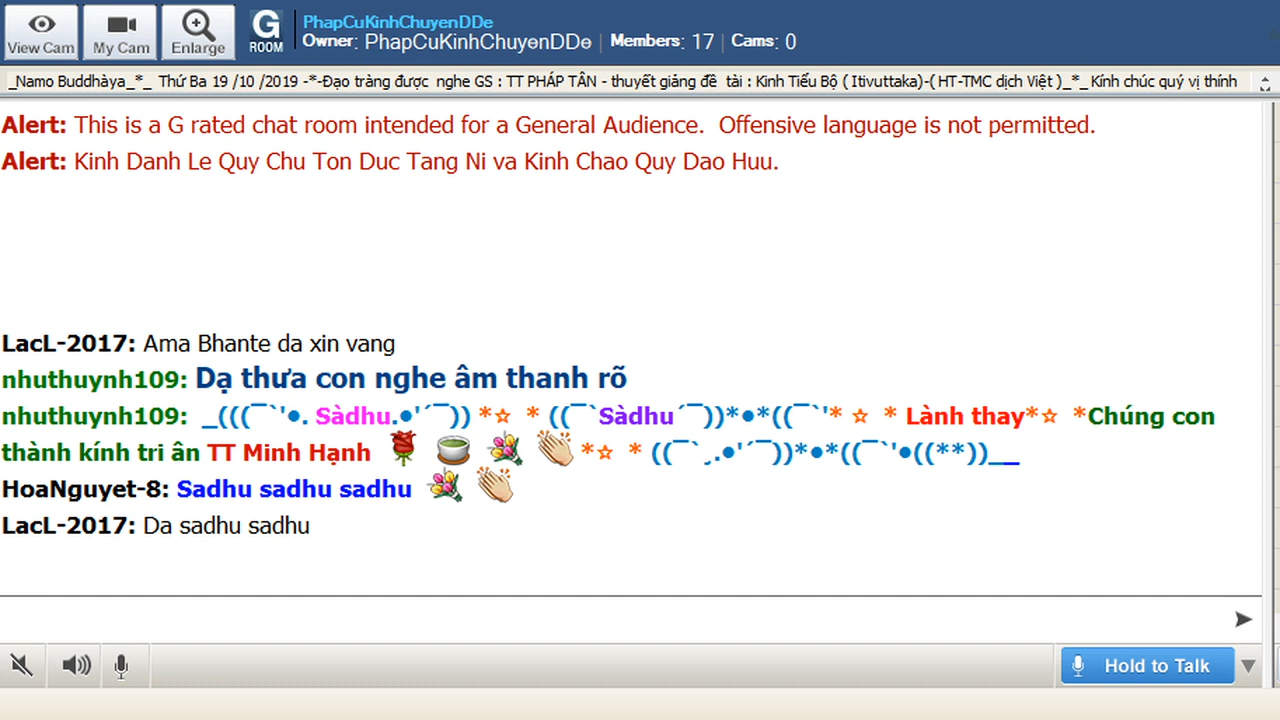 View Cam
My Cam
Enlarge
G
ROOM
PhapCuKinhChuyenDDe
Owner: PhapCuKinhChuyenDDe | Members: 17 | Cams: 0
_Namo Buddhàya_*_ Thứ Ba 19 /10 /2019 -*-Đạo tràng được nghe GS : TT PHÁP TÂN - thuyết giảng đề tài : Kinh Tiểu Bộ ( Itivuttaka)-( HT-TMC dịch Việt )_*_Kính chúc quý vị thính
Alert: This is a G rated chat room intended for a General Audience. Offensive language is not permitted.
Alert: Kinh Danh Le Quy Chu Ton Duc Tang Ni va Kinh Chao Quy Dao Huu.
LacL-2017: Ama Bhante da xin vang
nhuthuynh109: Dạ thưa con nghe âm thanh rõ
nhuthuynh109: _(((¯`'●. Sàdhu.●'´¯)) *☆ * ((¯`Sàdhu´¯))*●*((¯`'* ☆ * Lành thay*☆ *Chúng con
thành kính tri ân TT Minh Hạnh 🌹 🍵 💐 👏 *☆ * ((¯`¸.●'´¯))*●*((¯`'●((**))__
HoaNguyet-8: Sadhu sadhu sadhu 💐 👏
LacL-2017: Da sadhu sadhu
Hold to Talk